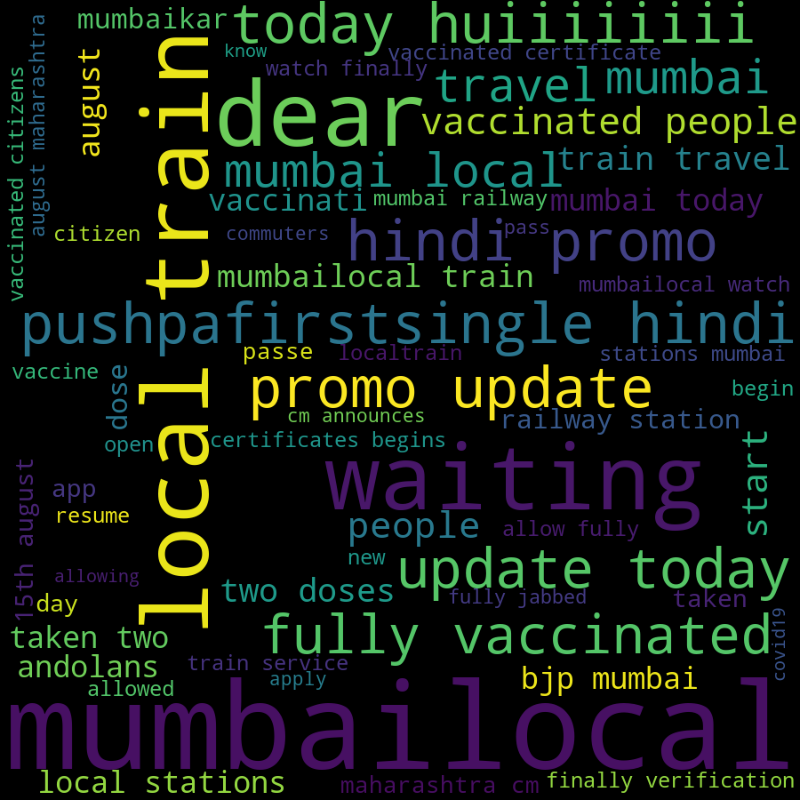 mumbaikar
today huiiiiiiii
know
vaccinated certificate
watch finally
travel
mumbai
august
august maharashtra
vaccinated citizens
local train
dear
vaccinated people
mumbai local
train travel
vaccinati
mumbai railway
mumbai today
citizen
commuters
hindi promo
pass
mumbailocal train
mumbailocal watch
pushpafirstsingle hindi
passe
localtrain
stations mumbai
vaccine
dose
promo update
begin
cm announces
railway station
open
certificates begins
waiting
start
15th august
app
resume
people
allow fully
new
update today
allowing
two doses
fully jabbed
taken
day
fully vaccinated
covid19
taken two
andolans
train service
apply
bjp mumbai
allowed
mumbailocal
local stations
maharashtra cm
finally verification